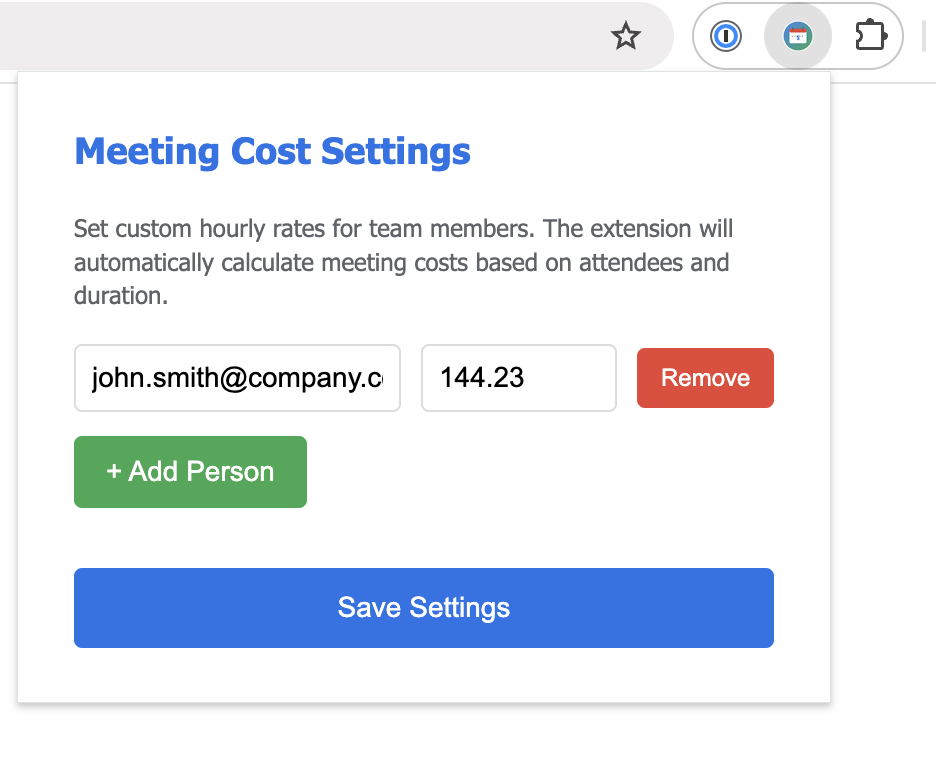 Meeting Cost Settings
Set custom hourly rates for team members. The extension will
automatically calculate meeting costs based on attendees and
duration.
john.smith@company.c
144.23
Remove
+ Add Person
Save Settings